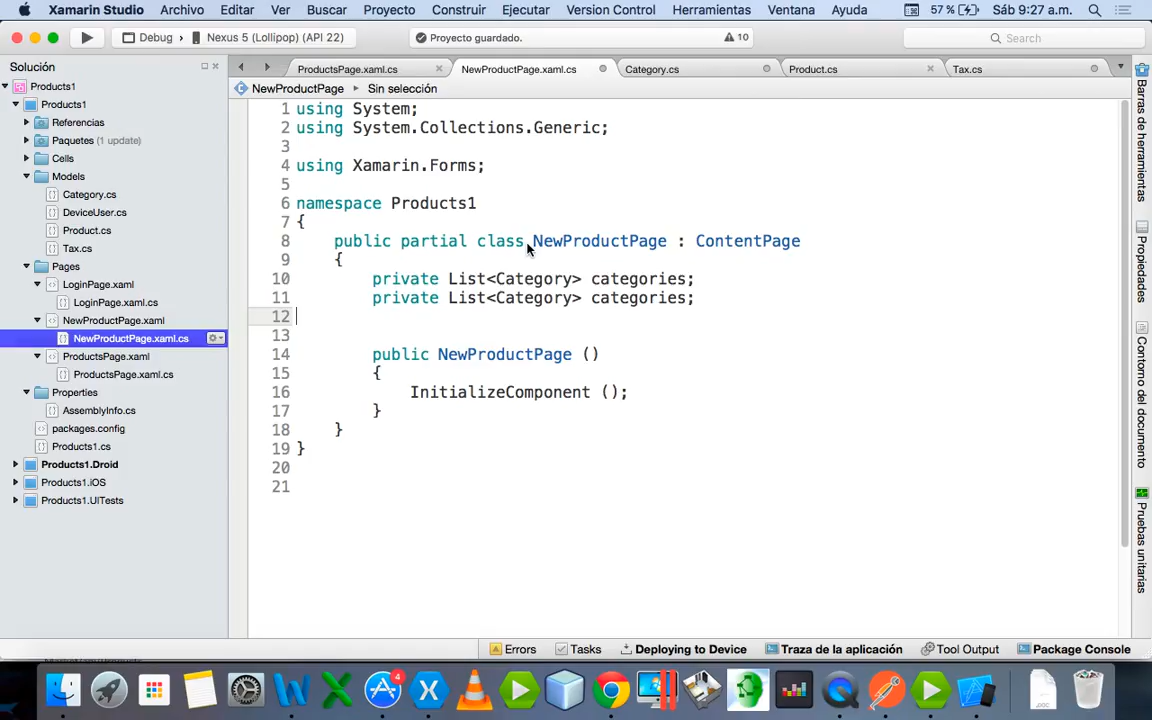 Xamarin Studio Archivo Editar Ver Buscar Proyecto Construir Ejecutar Version Control Herramientas Ventana Ayuda 57 % Sáb 9:27 a.m.
Debug Nexus 5 (Lollipop) (API 22) Proyecto guardado. 10 Search
Solución
ProductsPage.xaml.cs NewProductPage.xaml.cs Category.cs Product.cs Tax.cs
NewProductPage Sin selección
Products1
Products1
Referencias
Paquetes (1 update)
Cells
Models
Category.cs
DeviceUser.cs
Product.cs
Tax.cs
Pages
LoginPage.xaml
LoginPage.xaml.cs
NewProductPage.xaml
NewProductPage.xaml.cs
ProductsPage.xaml
ProductsPage.xaml.cs
Properties
AssemblyInfo.cs
packages.config
Products1.cs
Products1.Droid
Products1.iOS
Products1.UITests
1 using System;
2 using System.Collections.Generic;
3
4 using Xamarin.Forms;
5
6 namespace Products1
7 {
8 public partial class NewProductPage : ContentPage
9 {
10 private List<Category> categories;
11 private List<Category> categories;
12
13
14 public NewProductPage ()
15 {
16 InitializeComponent ();
17 }
18 }
19 }
20
21
Barras de herramientas
Propiedades
Contorno del documento
Pruebas unitarias
Errors Tasks Deploying to Device Traza de la aplicación Tool Output Package Console
4